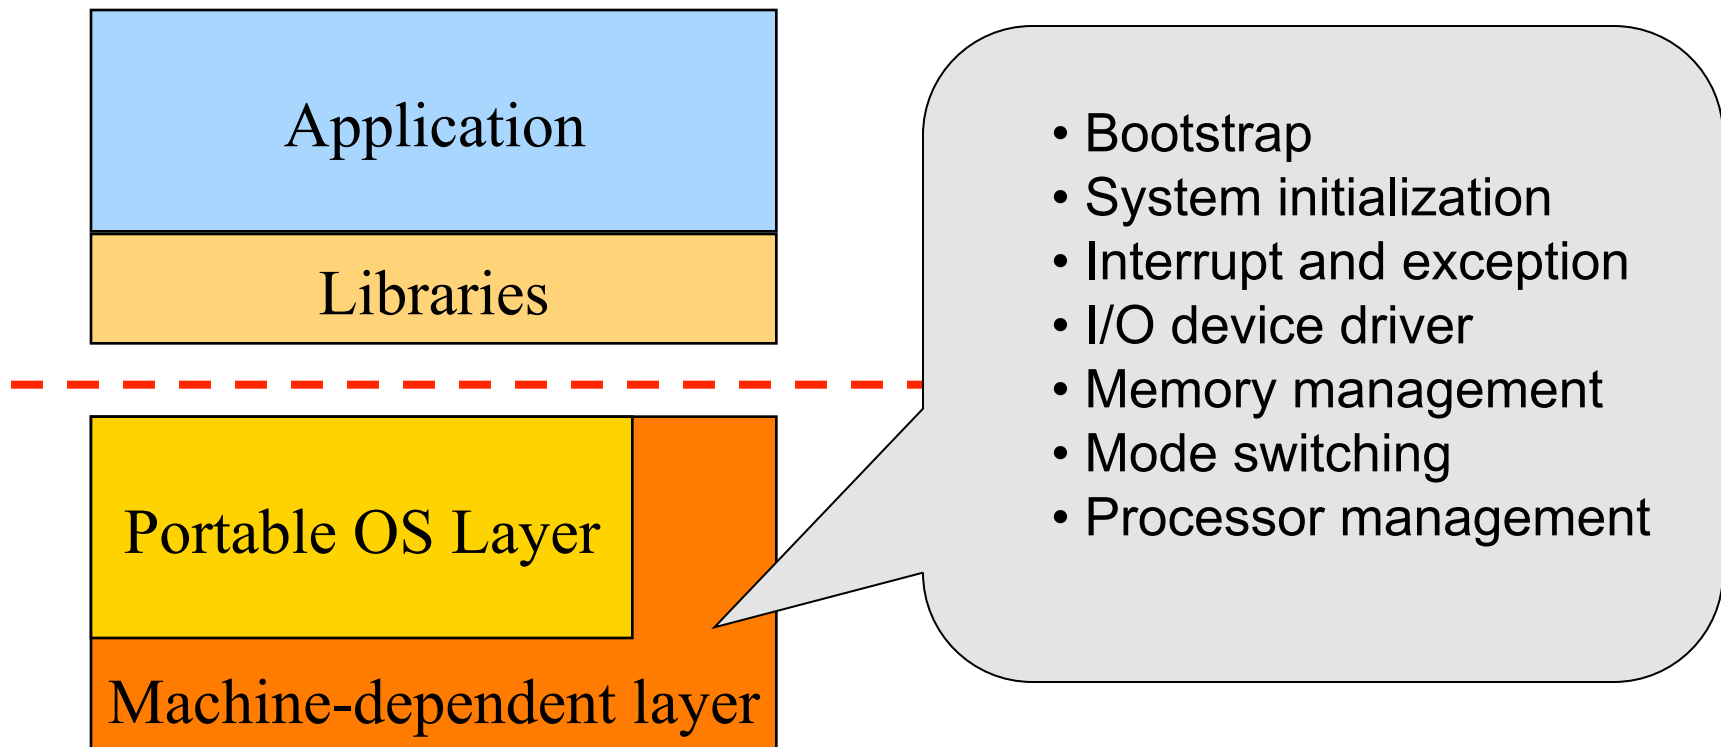 Application
Libraries
Portable OS Layer
Machine-dependent layer
• Bootstrap
• System initialization
• Interrupt and exception
• I/O device driver
• Memory management
• Mode switching
• Processor management